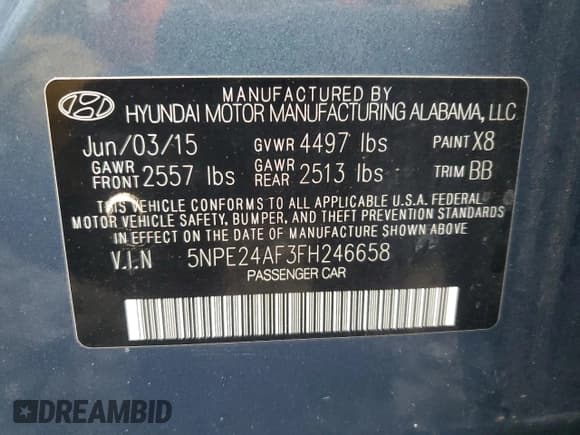 MANUFACTURED BY
HYUNDAI MOTOR MANUFACTURING ALABAMA, LLC
Jun/03/15 GVWR 4497 lbs PAINT X8
GAWR FRONT 2557 lbs GAWR REAR 2513 lbs TRIM BB
THIS VEHICLE CONFORMS TO ALL APPLICABLE U.S.A. FEDERAL
MOTOR VEHICLE SAFETY, BUMPER, AND THEFT PREVENTION STANDARDS
IN EFFECT ON THE DATE OF MANUFACTURE SHOWN ABOVE.
V.I.N 5NPE24AF3FH246658
PASSENGER CAR
DREAMBID